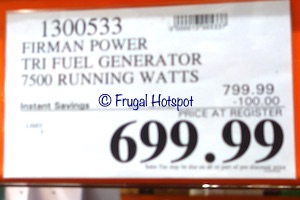 1300533
FIRMAN POWER
TRI FUEL GENERATOR
7500 RUNNING WATTS
799.99
Instant Savings -100.00
© Frugal Hotspot
PRICE AT REGISTER
LIMIT
699.99